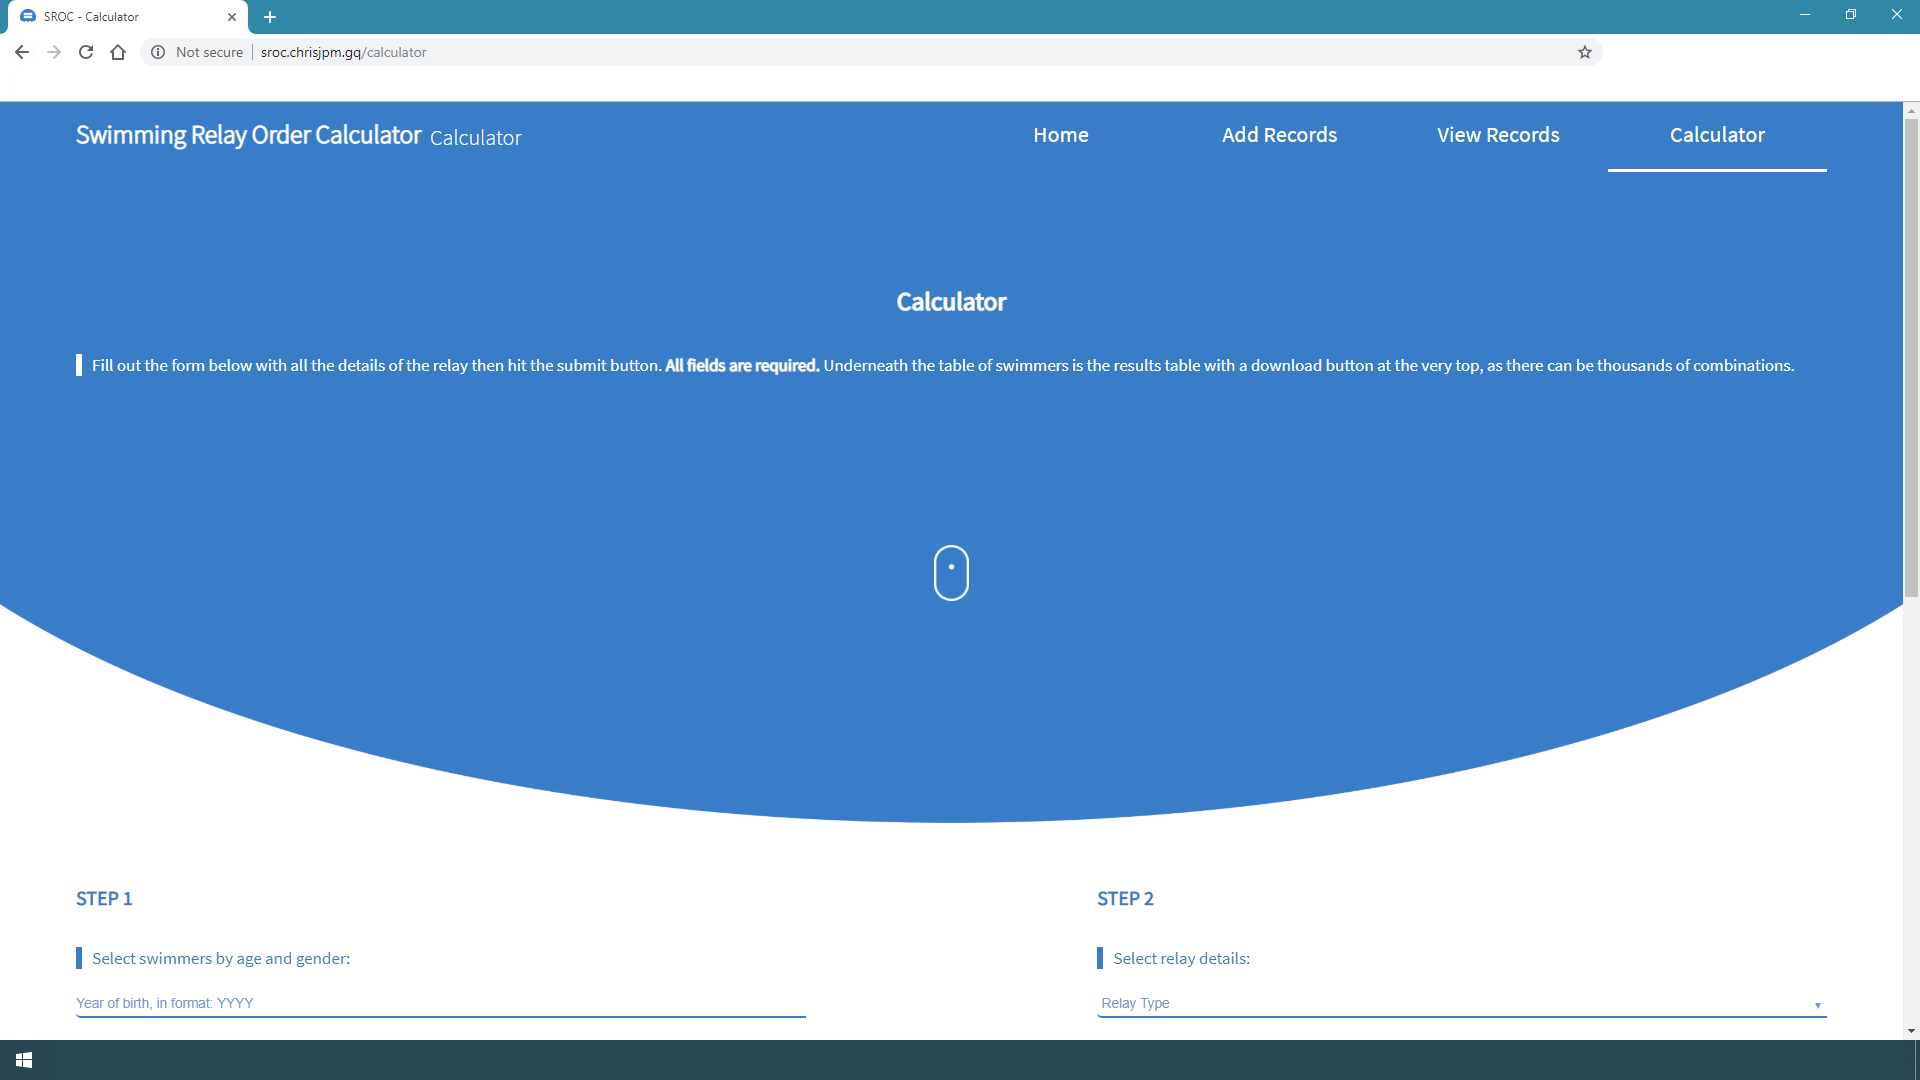 SROC - Calculator
Not secure
sroc.chrisjpm.gq/calculator
Swimming Relay Order Calculator Calculator
Home
Add Records
View Records
Calculator
Calculator
Fill out the form below with all the details of the relay then hit the submit button. All fields are required. Underneath the table of swimmers is the results table with a download button at the very top, as there can be thousands of combinations.
STEP 1
Select swimmers by age and gender:
Year of birth, in format: YYYY
STEP 2
Select relay details:
Relay Type